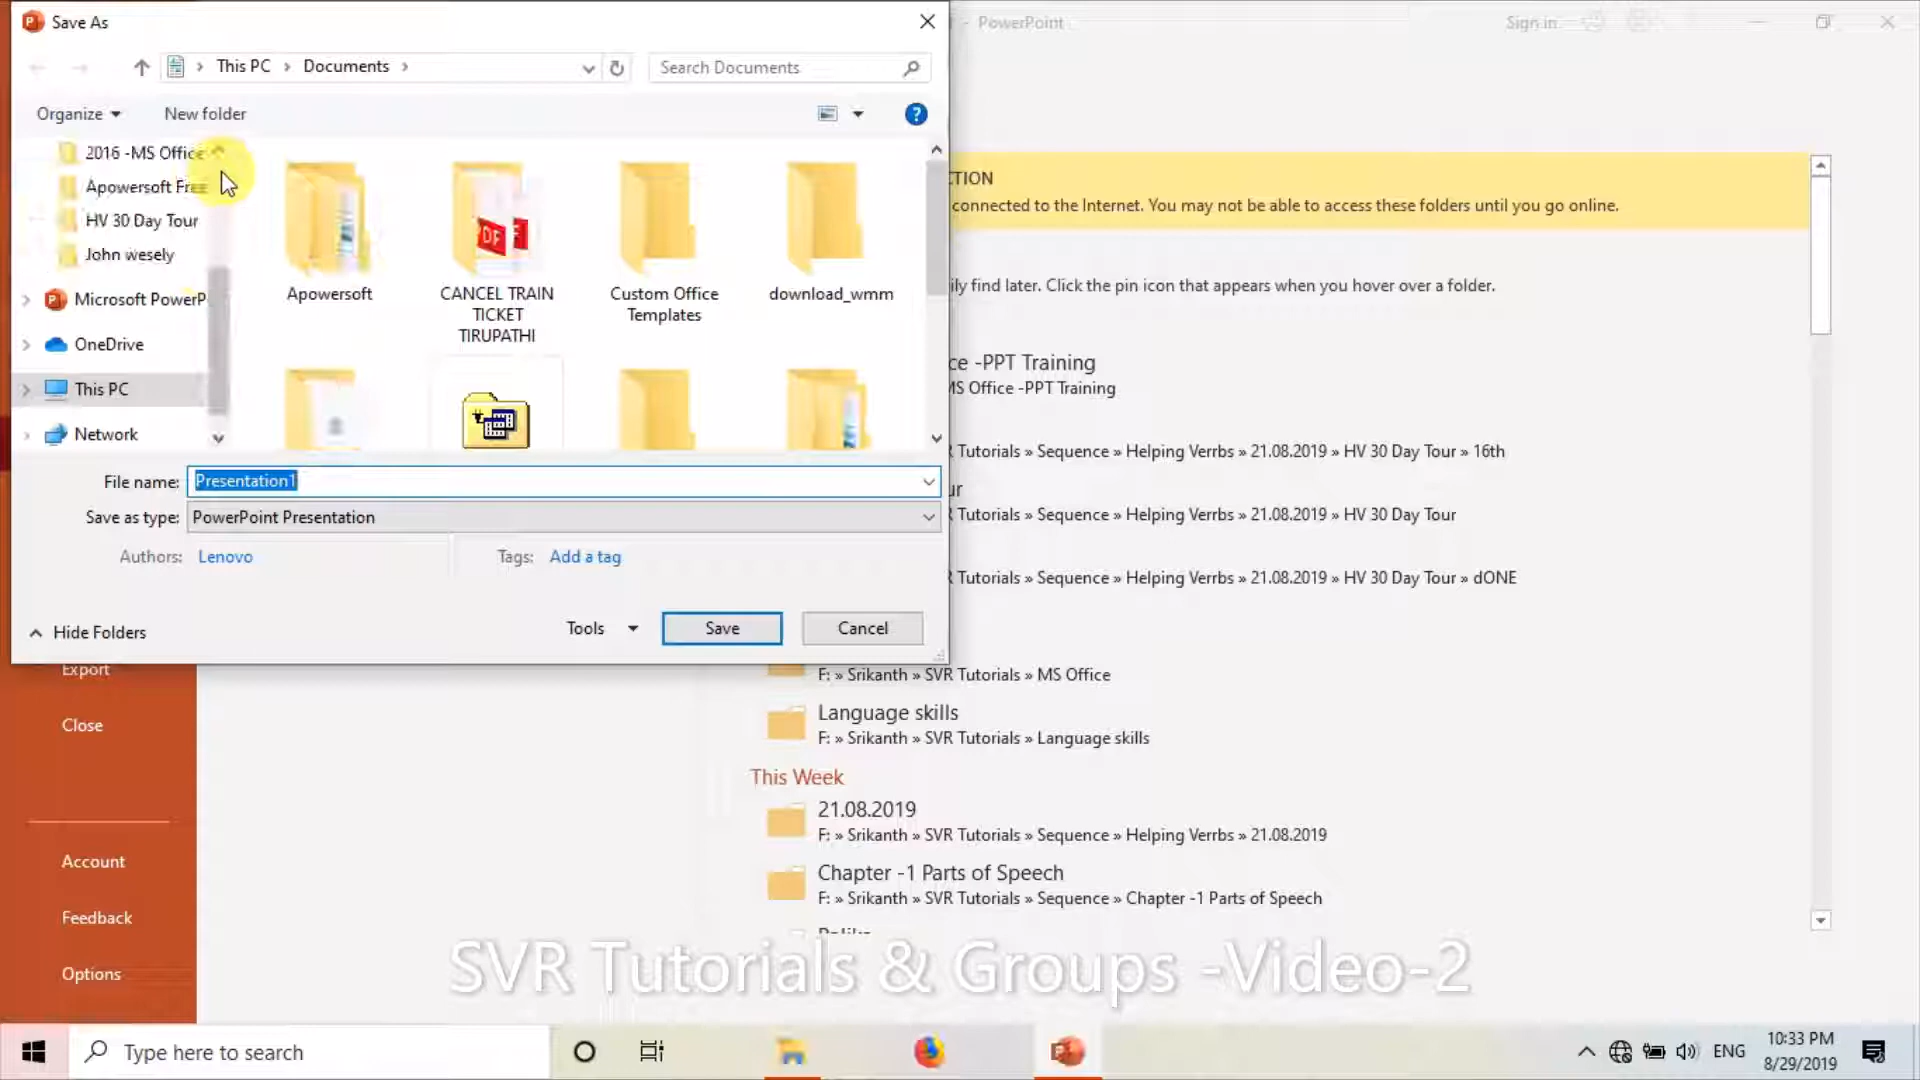 Save As
PowerPoint
Sign in
This PC
Documents
Search Documents
Organize
New folder
2016 -MS Office
Apowersoft Free
HV 30 Day Tour
John wesely
Microsoft PowerP
OneDrive
This PC
Network
Apowersoft
CANCEL TRAIN
TICKET
TIRUPATHI
Custom Office
Templates
download_wmm
File name: Presentation1
Save as type: PowerPoint Presentation
Authors: Lenovo
Tags: Add a tag
Hide Folders
Tools
Save
Cancel
CTION
connected to the Internet. You may not be able to access these folders until you go online.
ily find later. Click the pin icon that appears when you hover over a folder.
ce -PPT Training
MS Office -PPT Training
R Tutorials » Sequence » Helping Verrbs » 21.08.2019 » HV 30 Day Tour » 16th
ur
R Tutorials » Sequence » Helping Verrbs » 21.08.2019 » HV 30 Day Tour
R Tutorials » Sequence » Helping Verrbs » 21.08.2019 » HV 30 Day Tour » dONE
F: » Srikanth » SVR Tutorials » MS Office
Language skills
F: » Srikanth » SVR Tutorials » Language skills
This Week
21.08.2019
F: » Srikanth » SVR Tutorials » Sequence » Helping Verrbs » 21.08.2019
Chapter -1 Parts of Speech
F: » Srikanth » SVR Tutorials » Sequence » Chapter -1 Parts of Speech
Export
Close
Account
Feedback
Options
SVR Tutorials & Groups -Video-2
Type here to search
ENG
10:33 PM
8/29/2019